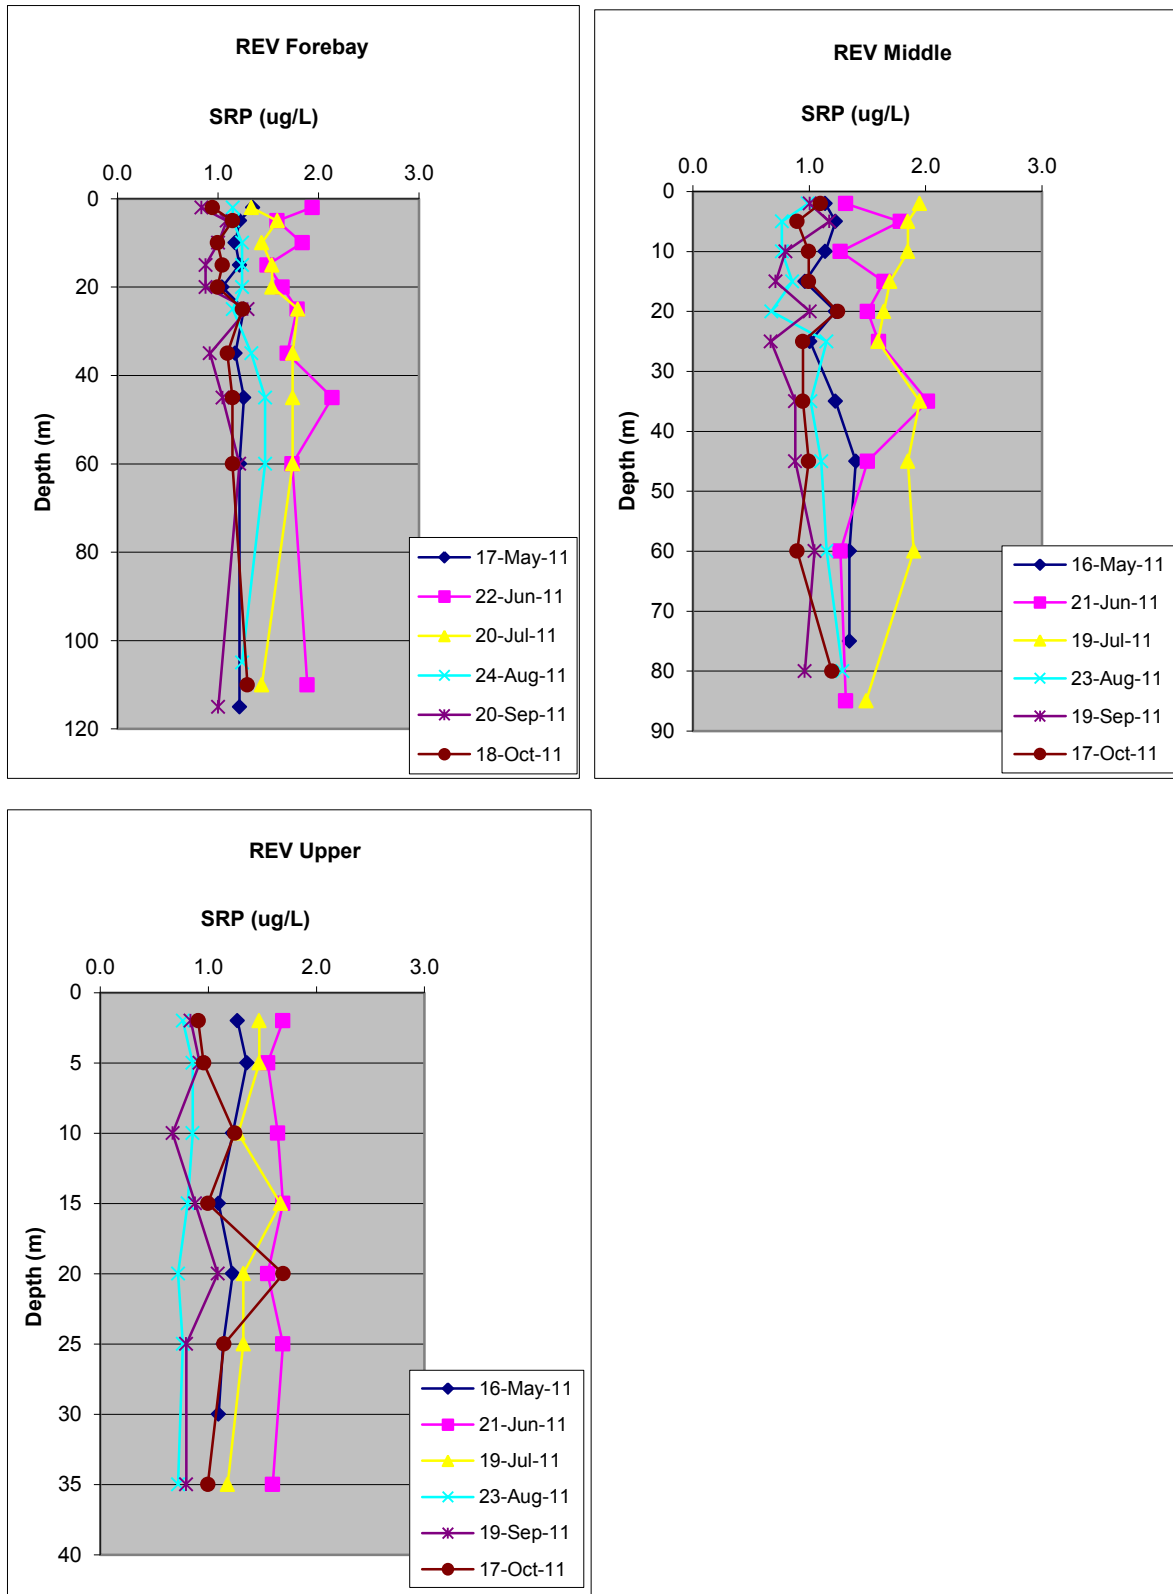 REV Forebay
SRP (ug/L)
0.0 1.0 2.0 3.0
0
20
40
60
80
100
120
Depth (m)
17-May-11
22-Jun-11
20-Jul-11
24-Aug-11
20-Sep-11
18-Oct-11
REV Middle
SRP (ug/L)
0.0 1.0 2.0 3.0
0
10
20
30
40
50
60
70
80
90
Depth (m)
16-May-11
21-Jun-11
19-Jul-11
23-Aug-11
19-Sep-11
17-Oct-11
REV Upper
SRP (ug/L)
0.0 1.0 2.0 3.0
0
5
10
15
20
25
30
35
40
Depth (m)
16-May-11
21-Jun-11
19-Jul-11
23-Aug-11
19-Sep-11
17-Oct-11